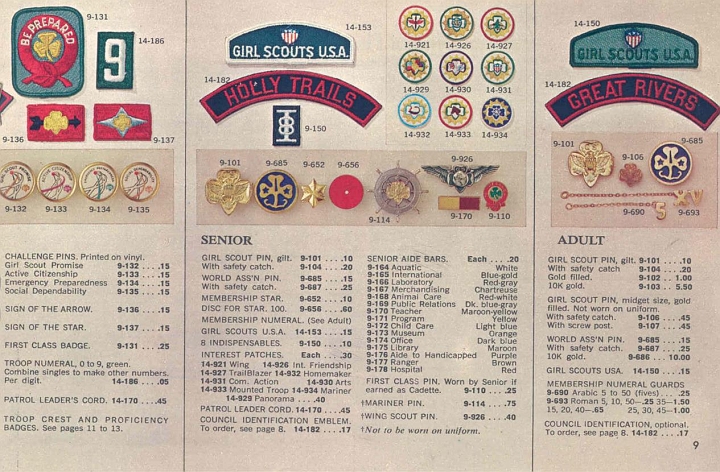 9-131
BE PREPARED
9
14-186
9-136
9-137
9-132
9-133
9-134
9-135
CHALLENGE PINS. Printed on vinyl.
Girl Scout Promise 9-132 .... .15
Active Citizenship 9-133 .... .15
Emergency Preparedness 9-134 .... .15
Social Dependability 9-135 .... .15
SIGN OF THE ARROW. 9-136 ... .15
SIGN OF THE STAR. 9-137 ... .15
FIRST CLASS BADGE. 9-131 .... .25
TROOP NUMERAL, 0 to 9, green.
Combine singles to make other numbers.
Per digit. 14-186 ... .05
PATROL LEADER'S CORD. 14-170 ... .45
TROOP CREST AND PROFICIENCY
BADGES. See pages 11 to 13.
14-153
GIRL SCOUTS U.S.A.
14-182
HOLLY TRAILS
9-150
14-921
14-926
14-927
14-929
14-930
14-931
14-932
14-933
14-934
9-101
9-685
9-652
9-656
9-114
9-926
9-170
9-110
SENIOR
GIRL SCOUT PIN, gilt. 9-101 .... .10
With safety catch. 9-104 .... .20
WORLD ASS'N PIN. 9-685 .... .15
With safety catch. 9-687 .... .25
MEMBERSHIP STAR. 9-652 .... .10
DISC FOR STAR. 100. 9-656 .... .60
MEMBERSHIP NUMERAL. (See Adult)
GIRL SCOUTS U.S.A. 14-153 ... .15
8 INDISPENSABLES. 9-150 ... .10
INTEREST PATCHES. Each .... .30
14-921 Wing 14-926 Int. Friendship
14-927 TrailBlazer 14-932 Homemaker
14-931 Com. Action 14-930 Arts
14-933 Mounted Troop 14-934 Mariner
14-929 Panorama .... .40
PATROL LEADER CORD. 14-170 .... .45
COUNCIL IDENTIFICATION EMBLEM.
To order, see page 8. 14-182 .... .17
SENIOR AIDE BARS. Each .... .20
9-164 Aquatic White
9-165 International Blue-gold
9-166 Laboratory Red-gray
9-167 Merchandising Chartreuse
9-168 Animal Care Red-white
9-169 Public Relations Dk. blue-gray
9-170 Teacher Maroon-yellow
9-171 Program Yellow
9-172 Child Care Light blue
9-173 Museum Orange
9-174 Office Dark blue
9-175 Library Maroon
9-176 Aide to Handicapped Purple
9-177 Ranger Brown
9-178 Hospital Red
FIRST CLASS PIN. Worn by Senior if
earned as Cadette. 9-110 .... .25
†MARINER PIN. 9-114 .... .75
†WING SCOUT PIN. 9-926 .... .40
†Not to be worn on uniform.
14-150
GIRL SCOUTS U.S.A.
14-182
GREAT RIVERS
9-101
9-106
9-685
9-690
5
XV
9-693
ADULT
GIRL SCOUT PIN, gilt. 9-101 .... .10
With safety catch. 9-104 .... .20
Gold filled. 9-102 .. 1.00
10K gold. 9-103 .. 5.50
GIRL SCOUT PIN, midget size, gold
filled. Not worn on uniform.
With safety catch. 9-106 .... .45
With screw post. 9-107 .... .45
WORLD ASS'N PIN. 9-685 .... .15
With safety catch. 9-687 .... .25
10K gold. 9-686 ... 10.00
GIRL SCOUTS USA. 14-150 ... .15
MEMBERSHIP NUMERAL GUARDS
9-690 Arabic 5 to 50 (fives) .... .25
9-693 Roman 5, 10, 50—.25 35—1.50
15, 20, 40—.65 25, 30, 45—1.00
COUNCIL IDENTIFICATION, optional.
To order, see page 8. 14-182 .... .17
9